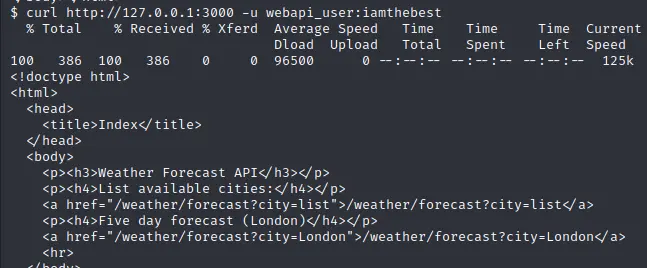 $ curl http://127.0.0.1:3000 -u webapi_user:iamthebest
  % Total    % Received % Xferd  Average Speed   Time    Time     Time  Current
                                 Dload  Upload   Total   Spent    Left  Speed
100   386  100   386    0     0  96500      0 --:--:-- --:--:-- --:--:--  125k
<!doctype html>
<html>
  <head>
    <title>Index</title>
  </head>
  <body>
    <p><h3>Weather Forecast API</h3></p>
    <p><h4>List available cities:</h4></p>
    <a href="/weather/forecast?city=list">/weather/forecast?city=list</a>
    <p><h4>Five day forecast (London)</h4></p>
    <a href="/weather/forecast?city=London">/weather/forecast?city=London</a>
    <hr>
  </body>